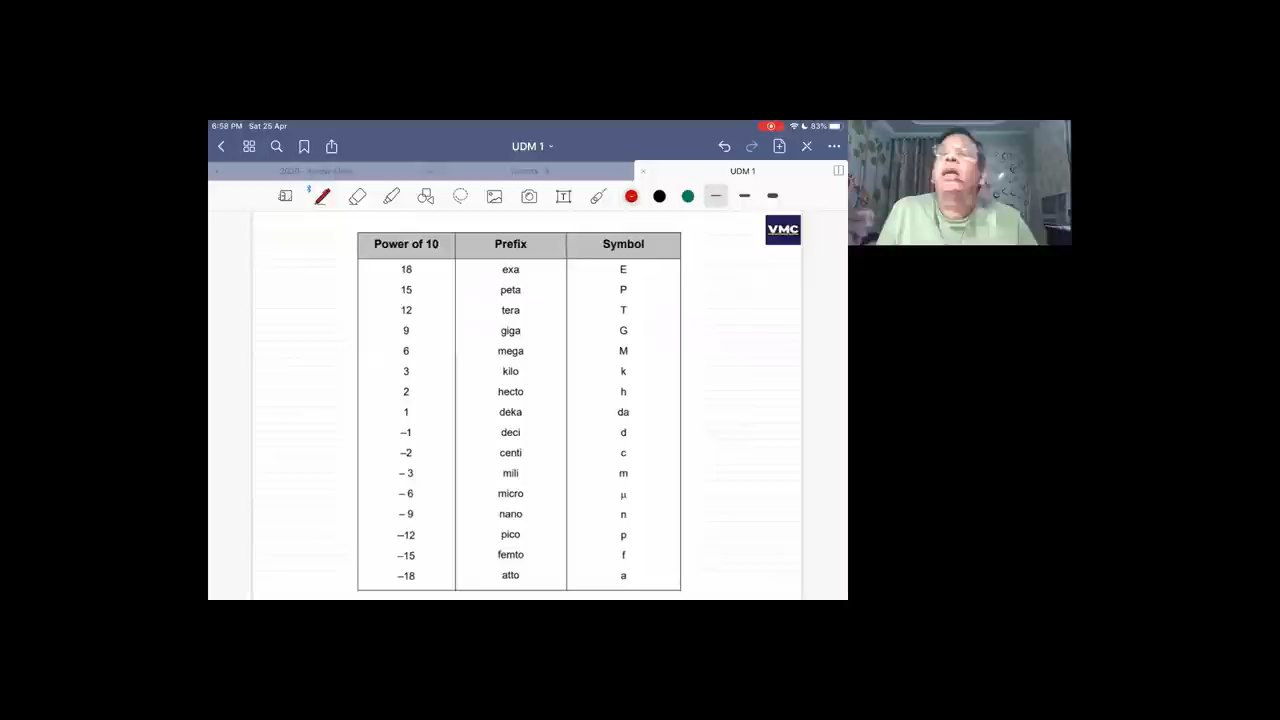 6:58 PM Sat 25 Apr
83%
UDM 1
UDM 1
VMC
Power of 10 Prefix Symbol
18 exa E
15 peta P
12 tera T
9 giga G
6 mega M
3 kilo k
2 hecto h
1 deka da
–1 deci d
–2 centi c
– 3 mili m
– 6 micro μ
– 9 nano n
–12 pico p
–15 femto f
–18 atto a